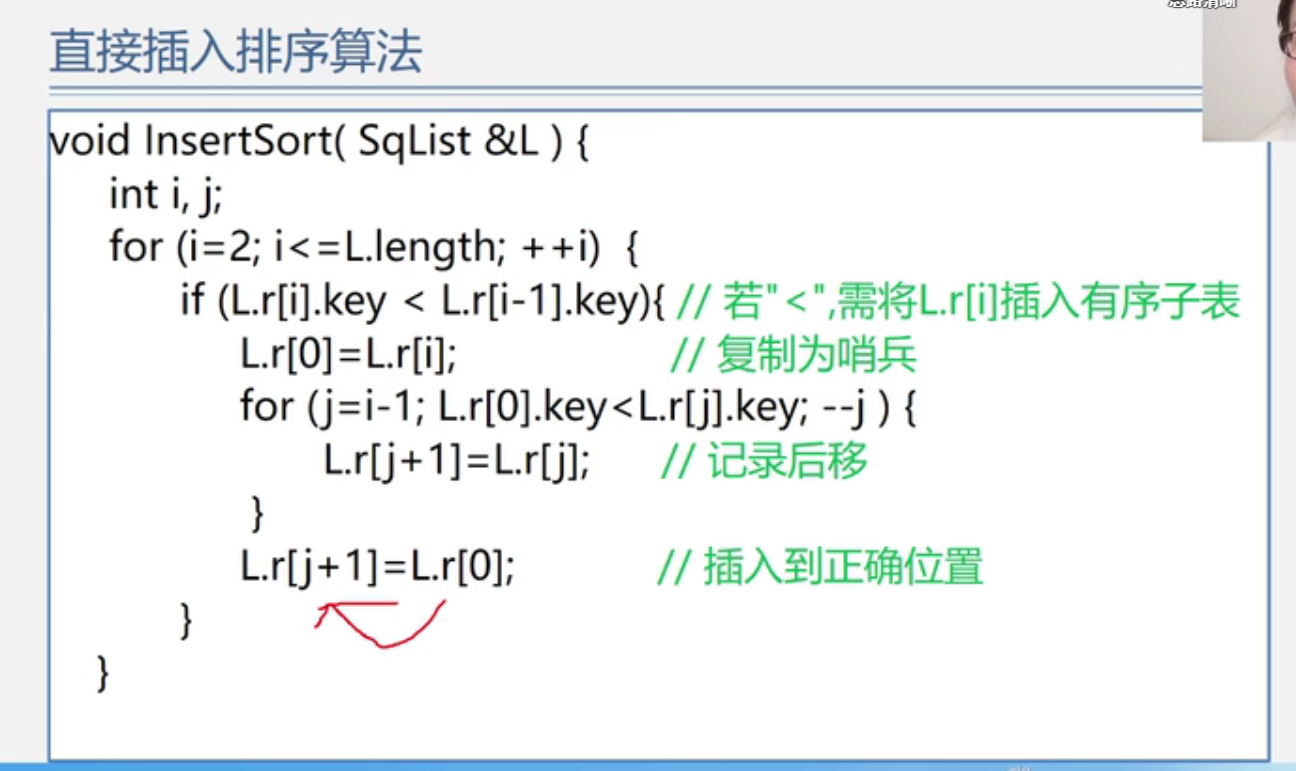 直接插入排序算法
void InsertSort( SqList &L ) {
int i, j;
for (i=2; i<=L.length; ++i) {
if (L.r[i].key < L.r[i-1].key){ // 若"<",需将L.r[i]插入有序子表
L.r[0]=L.r[i]; // 复制为哨兵
for (j=i-1; L.r[0].key<L.r[j].key; --j ) {
L.r[j+1]=L.r[j]; // 记录后移
}
L.r[j+1]=L.r[0]; // 插入到正确位置
}
}